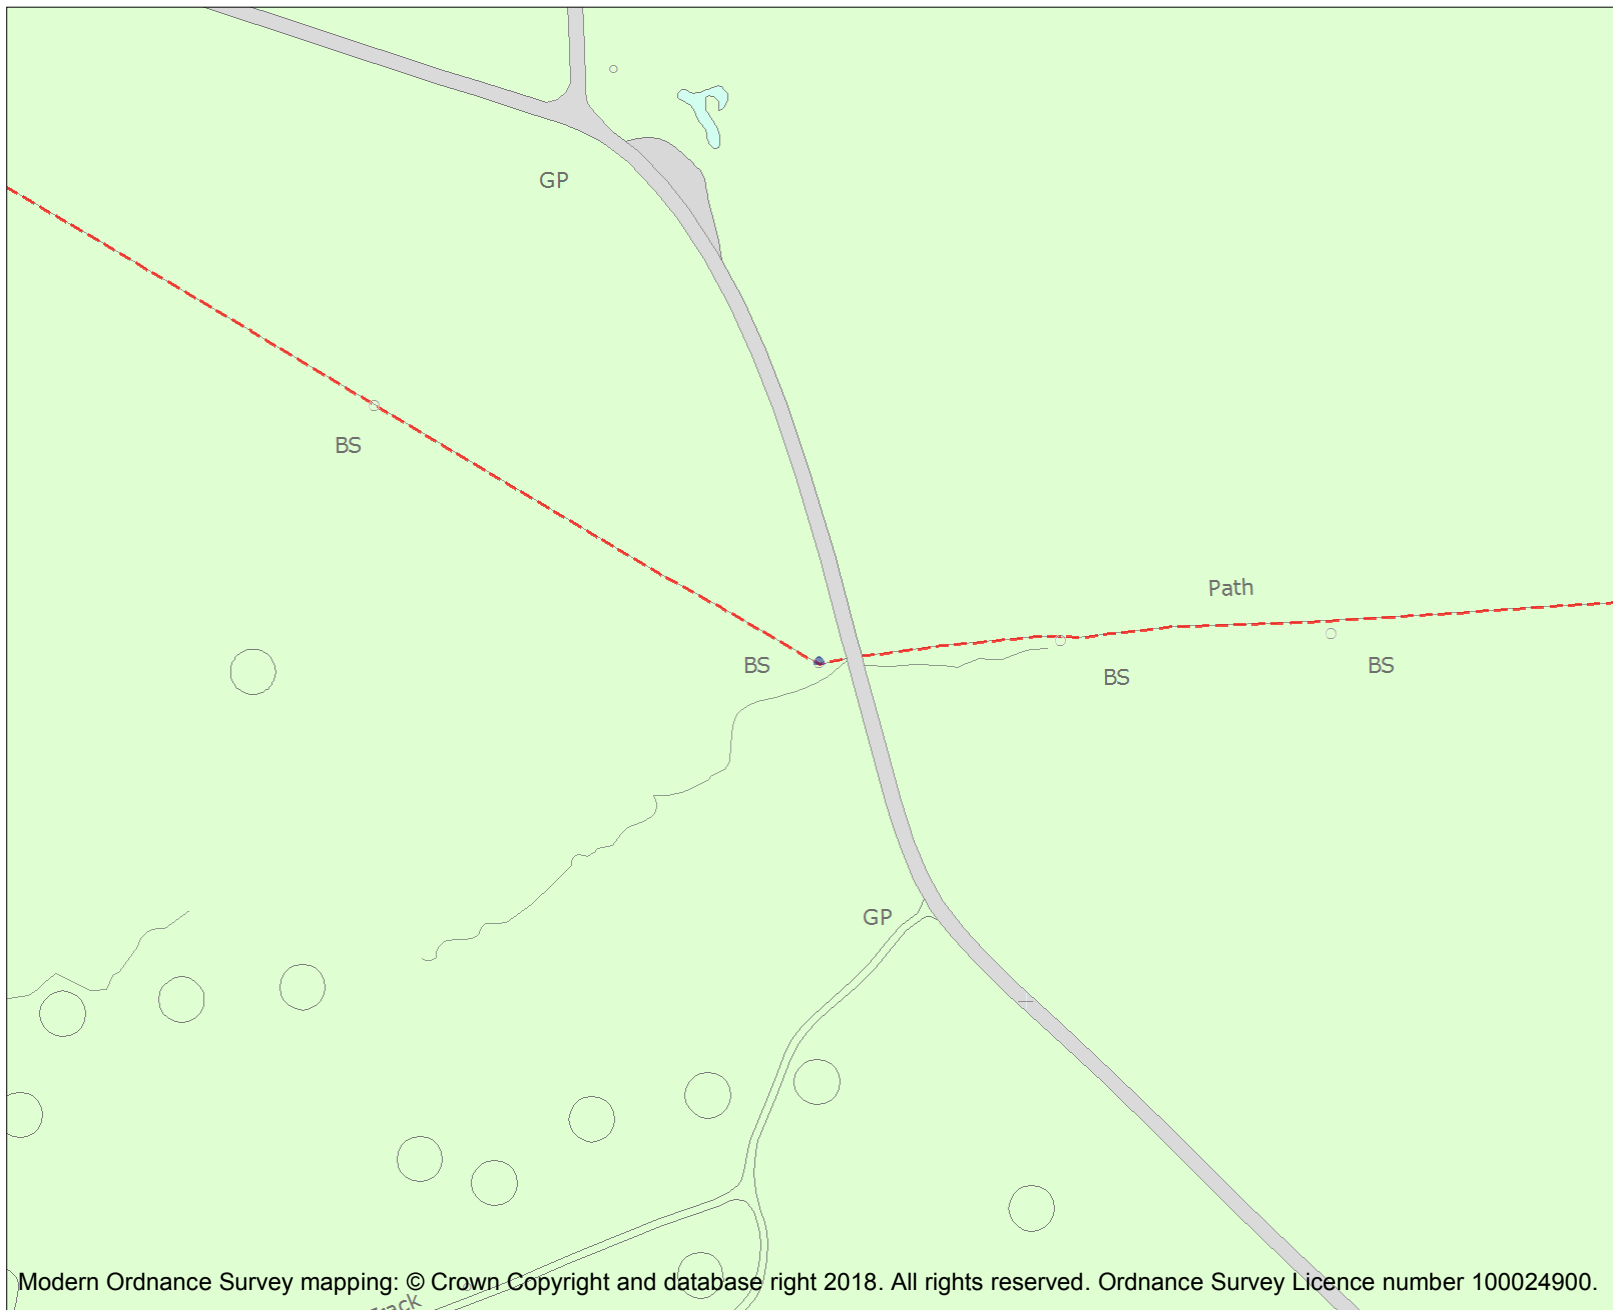 GP
BS
Path
BS
BS
BS
GP
Modern Ordnance Survey mapping: © Crown Copyright and database right 2018. All rights reserved. Ordnance Survey Licence number 100024900.